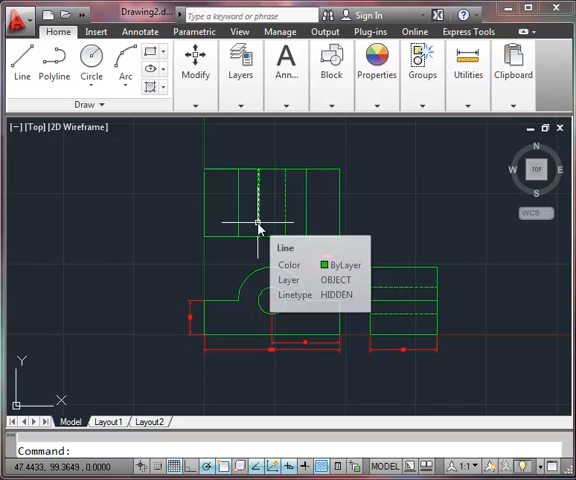 Drawing2.d...
Type a keyword or phrase
Sign In
Home Insert Annotate Parametric View Manage Output Plug-ins Online Express Tools
Line Polyline Circle Arc Modify Layers Ann... Block Properties Groups Utilities Clipboard
Draw
[−] [Top] [2D Wireframe]
N
W TOP E
S
WCS
Line
Color ByLayer
Layer OBJECT
Linetype HIDDEN
Y
X
Model Layout1 Layout2
Command:
47.4433, 99.3649, 0.0000 MODEL 1:1